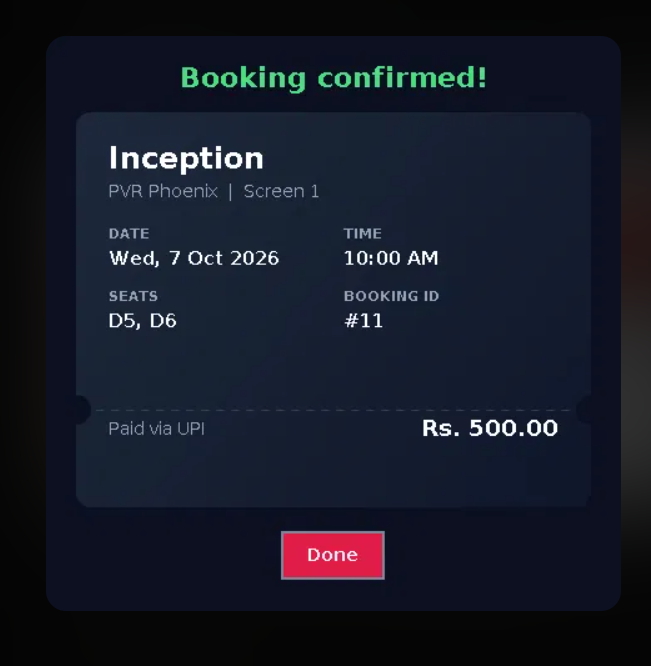 Booking confirmed!
Inception
PVR Phoenix | Screen 1
DATE
Wed, 7 Oct 2026
TIME
10:00 AM
SEATS
D5, D6
BOOKING ID
#11
Paid via UPI
Rs. 500.00
Done